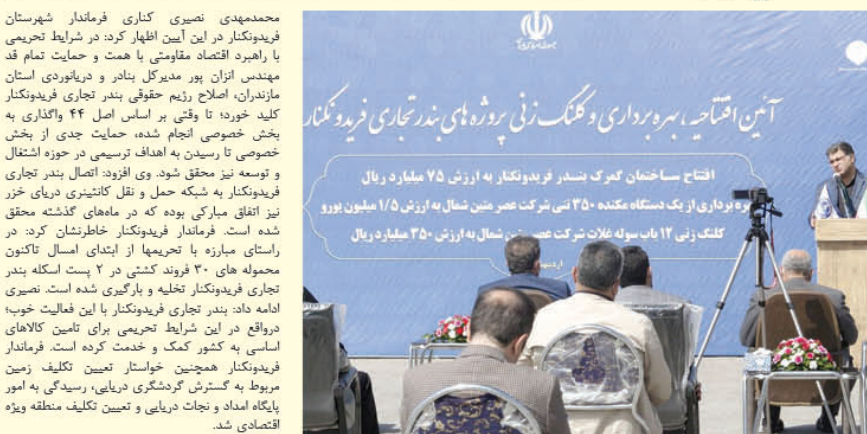 محمدمهدی نصیری کناری فرماندار شهرستان
فریدونکنار در این آیین اظهار کرد: در شرایط تحریمی
با راهبرد اقتصاد مقاومتی با همت و حمایت تمام قد
مهندس انزان پور مدیرکل بنادر و دریانوردی استان
مازندران، اصلاح رژیم حقوقی بندر تجاری فریدونکنار
کلید خورد؛ تا وقتی بر اساس اصل ۴۴ واگذاری به
بخش خصوصی انجام شده، حمایت جدی از بخش
خصوصی تا رسیدن به اهداف ترسیمی در حوزه اشتغال
و توسعه نیز محقق شود. وی افزود: اتصال بندر تجاری
فریدونکنار به شبکه حمل و نقل کانتینری دریای خزر
نیز اتفاق مبارکی بوده که در ماه‌های گذشته محقق
شده است. فرماندار فریدونکنار خاطرنشان کرد: در
راستای مبارزه با تحریمها از ابتدای امسال تاکنون
محموله های ۳۰ فروند کشتی در ۲ پست اسکله بندر
تجاری فریدونکنار تخلیه و بارگیری شده است. نصیری
ادامه داد: بندر تجاری فریدونکنار با این فعالیت خوب؛
درواقع در این شرایط تحریمی برای تامین کالاهای
اساسی به کشور کمک و خدمت کرده است. فرماندار
فریدونکنار همچنین خواستار تعیین تکلیف زمین
مربوط به گسترش گردشگری دریایی، رسیدگی به امور
پایگاه امداد و نجات دریایی و تعیین تکلیف منطقه ویژه
اقتصادی شد.
آئین افتتاحیه، بهره برداری و کلنگ زنی پروژه های بندر تجاری فریدونکنار
افتتاح ساختمان گمرک بندر فریدونکنار به ارزش ۷۵ میلیارد ریال
بهره برداری از یک دستگاه مکنده ۳۵۰ تنی شرکت عصر متین شمال به ارزش ۱/۵ میلیون یورو
کلنگ زنی ۱۲ باب سوله غلات شرکت عصر متین شمال به ارزش ۳۵۰ میلیارد ریال